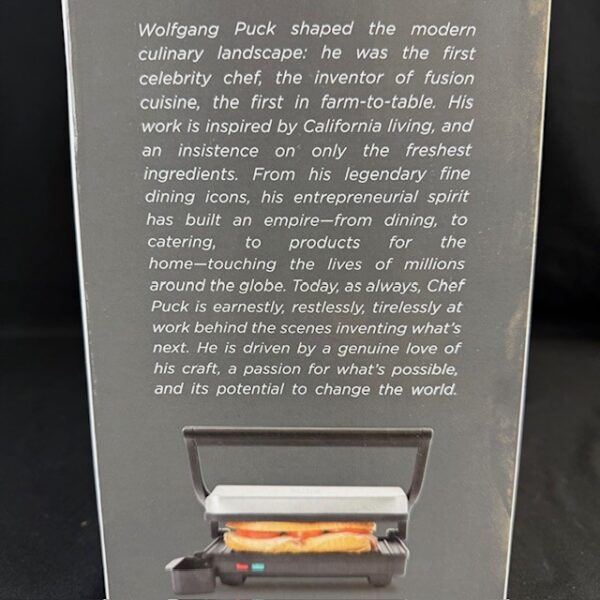 Wolfgang Puck shaped the modern
culinary landscape: he was the first
celebrity chef, the inventor of fusion
cuisine, the first in farm-to-table. His
work is inspired by California living, and
an insistence on only the freshest
ingredients. From his legendary fine
dining icons, his entrepreneurial spirit
has built an empire—from dining, to
catering, to products for the
home—touching the lives of millions
around the globe. Today, as always, Chef
Puck is earnestly, restlessly, tirelessly at
work behind the scenes inventing what's
next. He is driven by a genuine love of
his craft, a passion for what's possible,
and its potential to change the world.